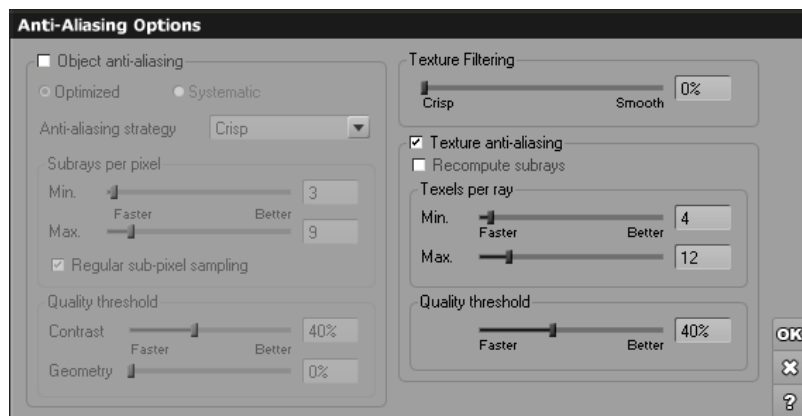 Anti-Aliasing Options
Object anti-aliasing
Optimized Systematic
Anti-aliasing strategy Crisp
Subrays per pixel
Min. 3
Faster Better
Max. 9
Regular sub-pixel sampling
Quality threshold
Contrast 40%
Faster Better
Geometry 0%
Texture Filtering
0%
Crisp Smooth
Texture anti-aliasing
Recompute subrays
Texels per ray
Min. 4
Faster Better
Max. 12
Quality threshold
40%
Faster Better
OK
?